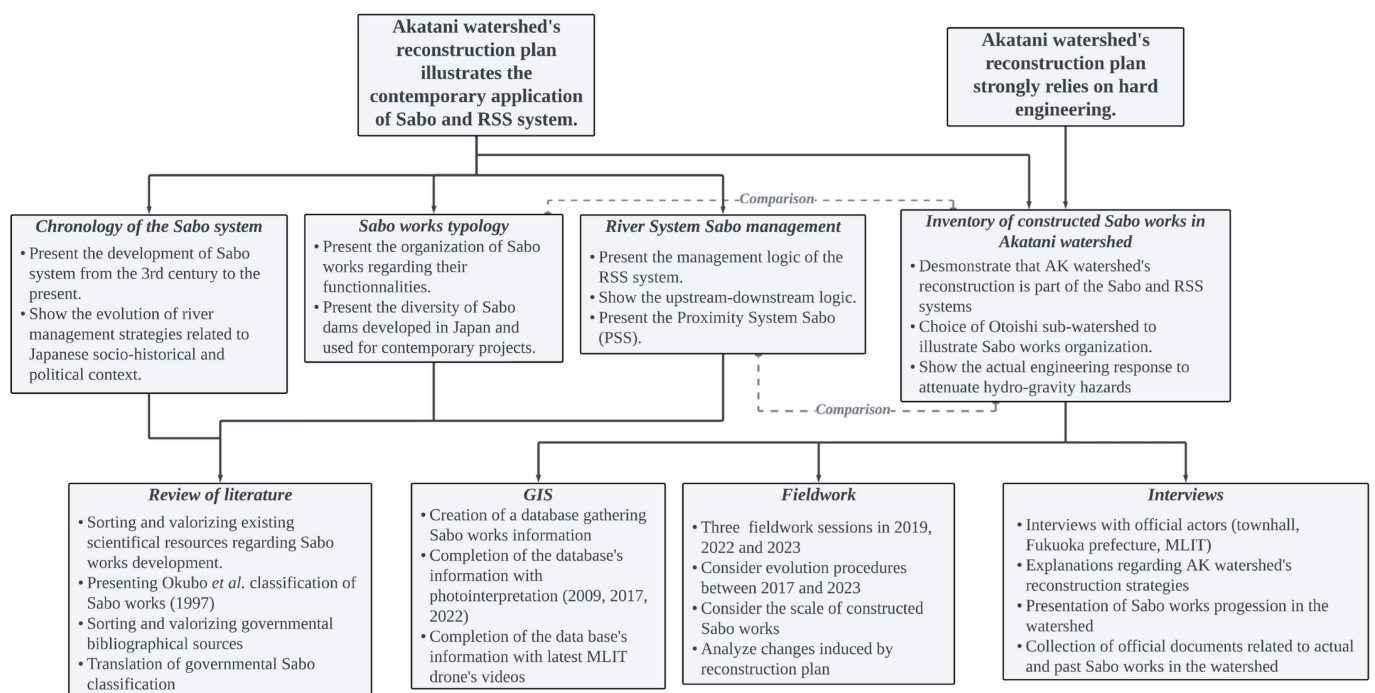 Akatani watershed's
reconstruction plan
illustrates the
contemporary application
of Sabo and RSS system.
Akatani watershed's
reconstruction plan
strongly relies on hard
engineering.
Comparison
Chronology of the Sabo system
• Present the development of Sabo
system from the 3rd century to the
present.
• Show the evolution of river
management strategies related to
Japanese socio-historical and
political context.
Sabo works typology
• Present the organization of Sabo
works regarding their
functionnalities.
• Present the diversity of Sabo
dams developed in Japan and
used for contemporary projects.
River System Sabo management
• Present the management logic of the
RSS system.
• Show the upstream-downstream logic.
• Present the Proximity System Sabo
(PSS).
Inventory of constructed Sabo works in
Akatani watershed
• Desmonstrate that AK watershed's
reconstruction is part of the Sabo and RSS
systems
• Choice of Otoishi sub-watershed to
illustrate Sabo works organization.
• Show the actual engineering response to
attenuate hydro-gravity hazards
Comparison
Review of literature
• Sorting and valorizing existing
scientifical resources regarding Sabo
works development.
• Presenting Okubo et al. classification of
Sabo works (1997)
• Sorting and valorizing governmental
bibliographical sources
• Translation of governmental Sabo
classification
GIS
• Creation of a database gathering
Sabo works information
• Completion of the database's
information with
photointerpretation (2009, 2017,
2022)
• Completion of the data base's
information with latest MLIT
drone's videos
Fieldwork
• Three fieldwork sessions in 2019,
2022 and 2023
• Consider evolution procedures
between 2017 and 2023
• Consider the scale of constructed
Sabo works
• Analyze changes induced by
reconstruction plan
Interviews
• Interviews with official actors (townhall,
Fukuoka prefecture, MLIT)
• Explanations regarding AK watershed's
reconstruction strategies
• Presentation of Sabo works progession in the
watershed
• Collection of official documents related to actual
and past Sabo works in the watershed